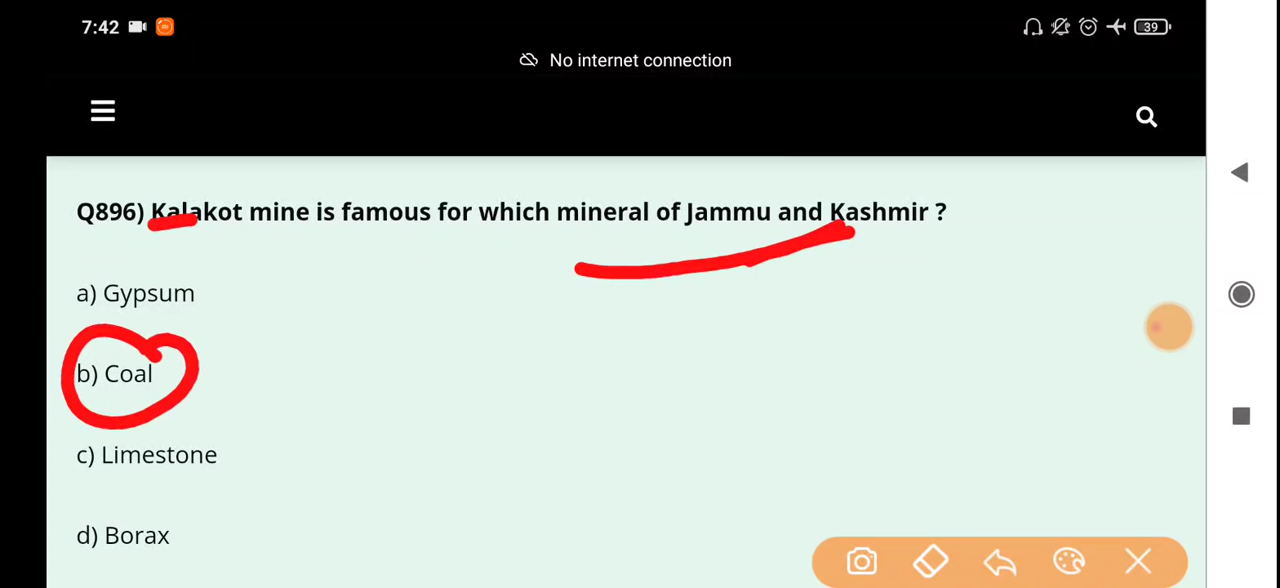 7:42
39
No internet connection
Q896) Kalakot mine is famous for which mineral of Jammu and Kashmir ?
a) Gypsum
b) Coal
c) Limestone
d) Borax